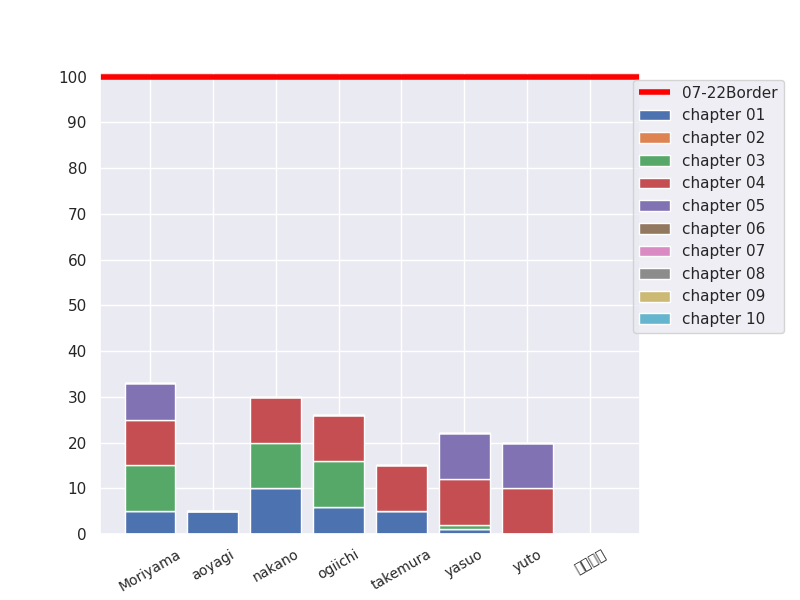 100
90
80
70
60
50
40
30
20
10
0
07-22Border
chapter 01
chapter 02
chapter 03
chapter 04
chapter 05
chapter 06
chapter 07
chapter 08
chapter 09
chapter 10
Moriyama
aoyagi
nakano
ogiichi
takemura
yasuo
yuto